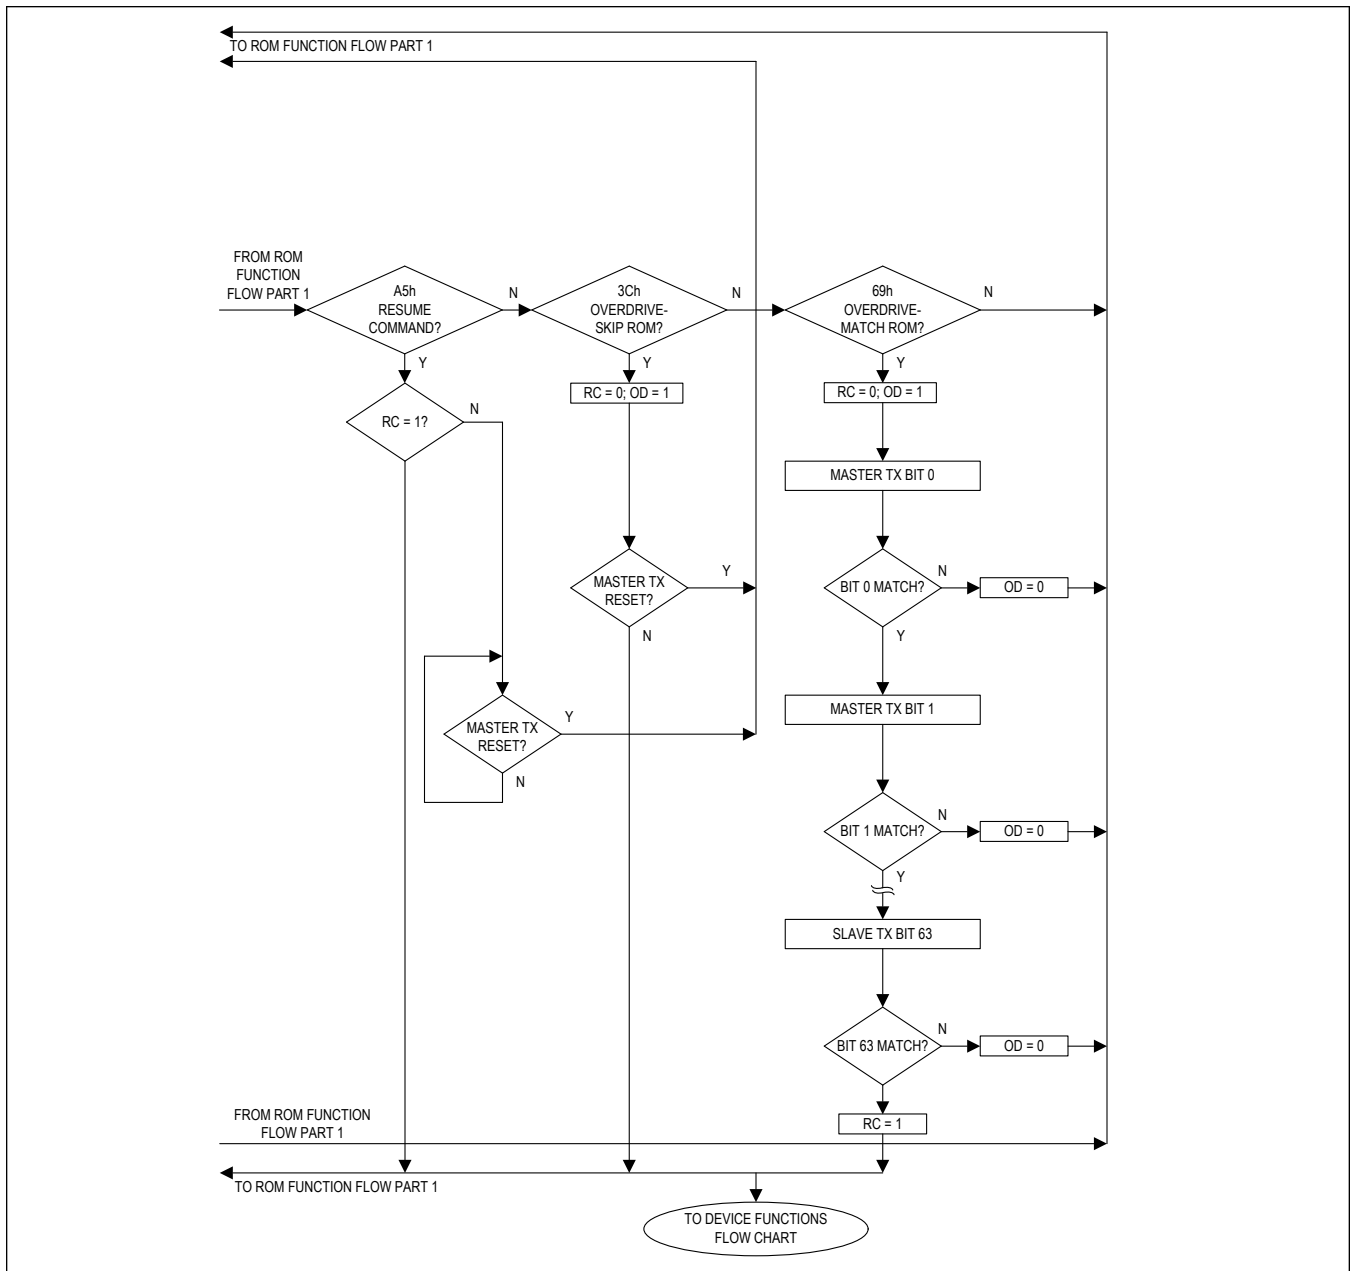 TO ROM FUNCTION FLOW PART 1
FROM ROM
FUNCTION
FLOW PART 1
A5h
RESUME
COMMAND?
N
3Ch
OVERDRIVE-
SKIP ROM?
N
69h
OVERDRIVE-
MATCH ROM?
N
Y
Y
Y
RC = 1?
N
RC = 0; OD = 1
RC = 0; OD = 1
MASTER TX BIT 0
MASTER TX
RESET?
Y
N
BIT 0 MATCH?
N
OD = 0
Y
MASTER TX
RESET?
Y
N
MASTER TX BIT 1
BIT 1 MATCH?
N
OD = 0
Y
SLAVE TX BIT 63
BIT 63 MATCH?
N
OD = 0
RC = 1
FROM ROM FUNCTION
FLOW PART 1
TO ROM FUNCTION FLOW PART 1
TO DEVICE FUNCTIONS
FLOW CHART